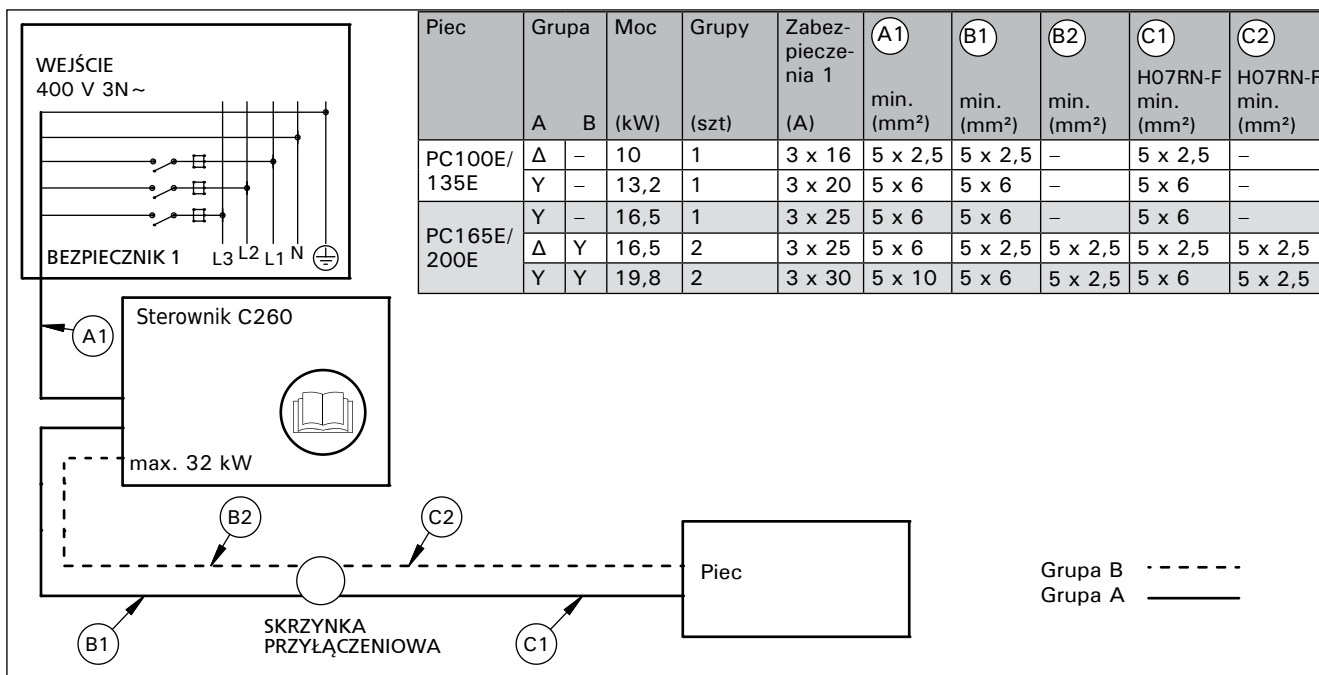 WEJŚCIE
400 V 3N~
BEZPIECZNIK 1
L3 L2 L1 N
Piec Grupa Moc Grupy Zabez-
piecze-
nia 1 A1 B1 B2 C1 C2
H07RN-F H07RN-F
min. min. min. min. min.
A B (kW) (szt) (A) (mm²) (mm²) (mm²) (mm²) (mm²)
PC100E/
135E
Δ – 10 1 3 x 16 5 x 2,5 5 x 2,5 – 5 x 2,5 –
Y – 13,2 1 3 x 20 5 x 6 5 x 6 – 5 x 6 –
PC165E/
200E
Y – 16,5 1 3 x 25 5 x 6 5 x 6 – 5 x 6 –
Δ Y 16,5 2 3 x 25 5 x 6 5 x 2,5 5 x 2,5 5 x 2,5 5 x 2,5
Y Y 19,8 2 3 x 30 5 x 10 5 x 6 5 x 2,5 5 x 6 5 x 2,5
A1
Sterownik C260
max. 32 kW
B2
C2
B1
SKRZYNKA
PRZYŁĄCZENIOWA
C1
Piec
Grupa B
Grupa A